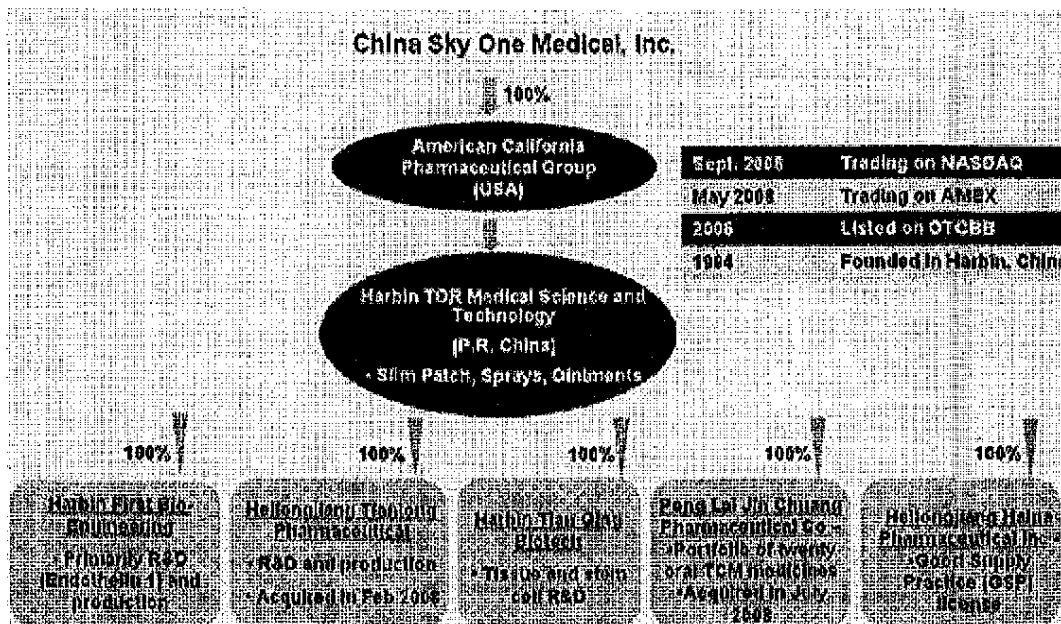 China Sky One Medical, Inc.
100%
American California
Pharmaceutical Group
(USA)
Sept. 2008 Trading on NASDAQ
May 2008 Trading on AMEX
2006 Listed on OTCBB
1994 Founded in Harbin, China
Harbin TDR Medical Science and
Technology
(P.R. China)
• Slim Patch, Sprays, Ointments
100% 100% 100% 100% 100%
Harbin First Bio-
Engineering
• Primarily R&D
(Endothelin 1) and
production
Heilongjiang Tianlong
Pharmaceutical
• R&D and production
• Acquired in Feb 2008
Harbin Tian Qing
Biotech
• Tissue and stem
cell R&D
Peng Lai Jin Chuang
Pharmaceutical Co –
• Portfolio of twenty
oral TCM medicines
• Acquired in July
2008
Heilongjiang Haina
Pharmaceutical Inc –
• Good Supply
Practice (GSP)
license